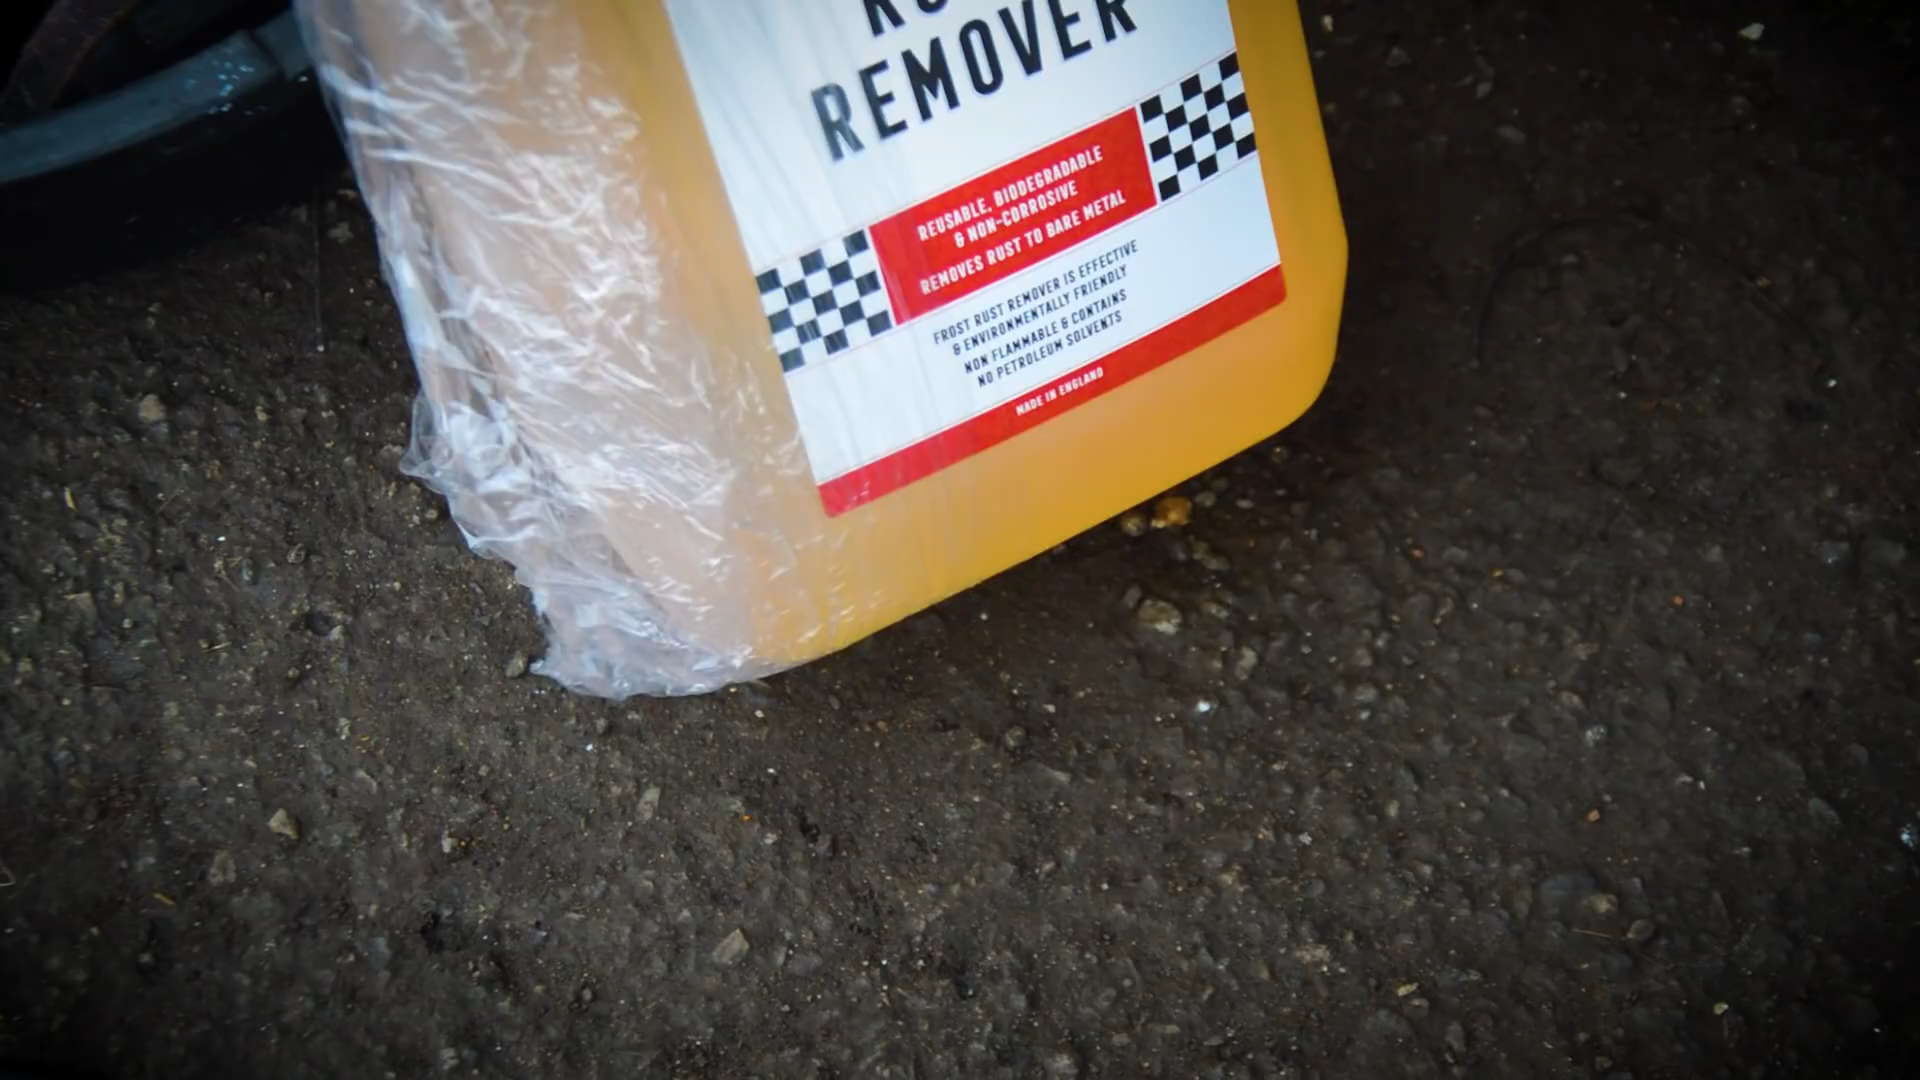 REMOVER
REUSABLE, BIODEGRADABLE
& NON-CORROSIVE
REMOVES RUST TO BARE METAL
FROST RUST REMOVER IS EFFECTIVE
& ENVIRONMENTALLY FRIENDLY
NON FLAMMABLE & CONTAINS
NO PETROLEUM SOLVENTS
MADE IN ENGLAND